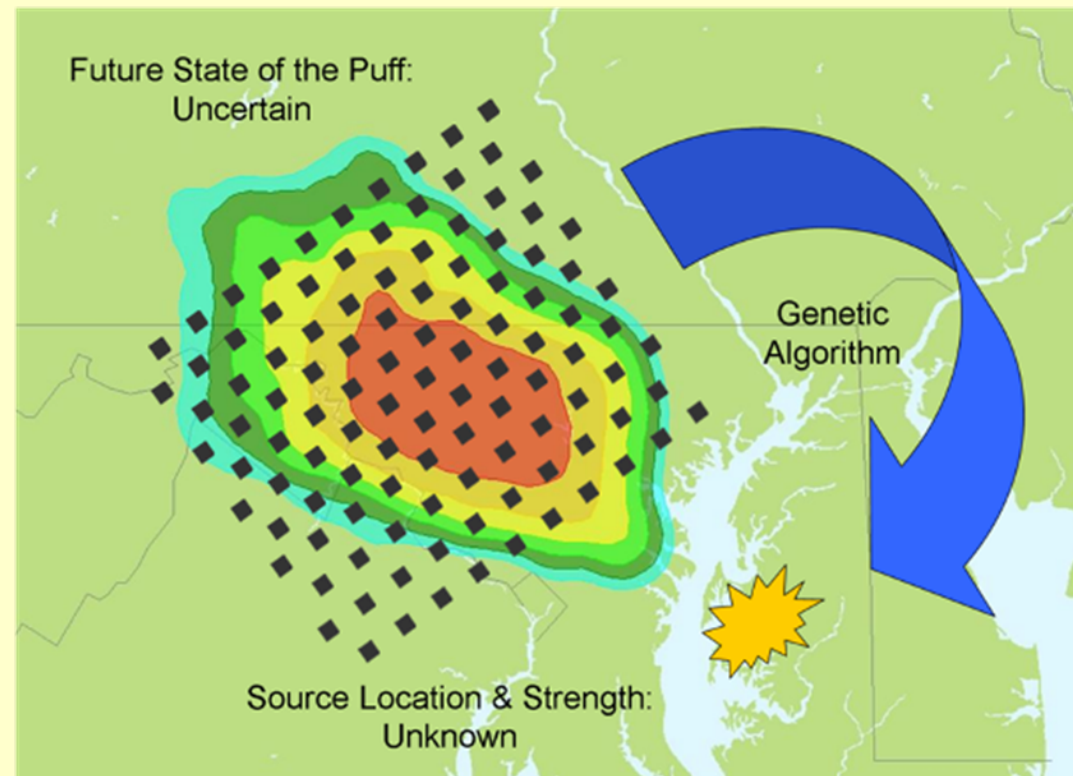 Future State of the Puff:
Uncertain
Genetic
Algorithm
Source Location & Strength:
Unknown